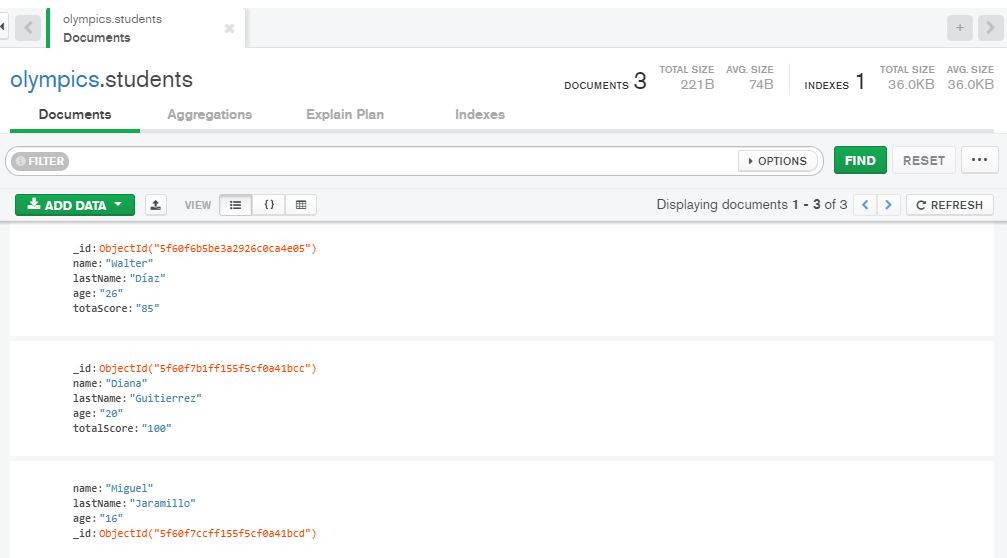 olympics.students
Documents
olympics.students
DOCUMENTS 3 TOTAL SIZE 221B AVG. SIZE 74B INDEXES 1 TOTAL SIZE 36.0KB AVG. SIZE 36.0KB
Documents Aggregations Explain Plan Indexes
FILTER OPTIONS FIND RESET ...
ADD DATA VIEW {} Displaying documents 1 - 3 of 3 < > REFRESH
_id: ObjectId("5f60f6b5be3a2926c0ca4e05")
name: "Walter"
lastName: "Díaz"
age: "26"
totaScore: "85"
_id: ObjectId("5f60f7b1ff155f5cf0a41bcc")
name: "Diana"
lastName: "Guitierrez"
age: "20"
totalScore: "100"
name: "Miguel"
lastName: "Jaramillo"
age: "16"
_id: ObjectId("5f60f7ccff155f5cf0a41bcd")